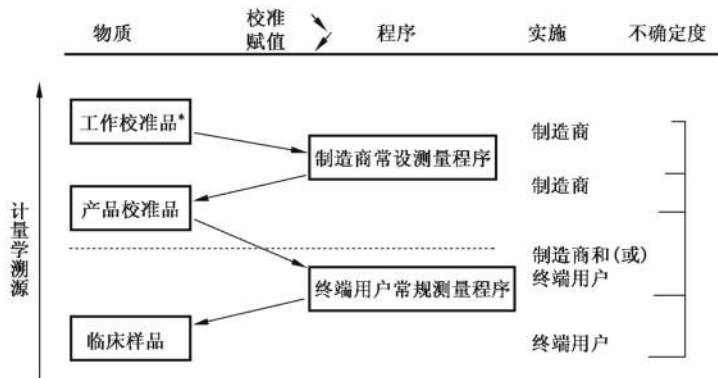 物质 校准 赋值 程序 实施 不确定度
工作校准品*
制造商
制造商常设测量程序
制造商
产品校准品
计量学溯源
制造商和(或)
终端用户
终端用户常规测量程序
临床样品
终端用户